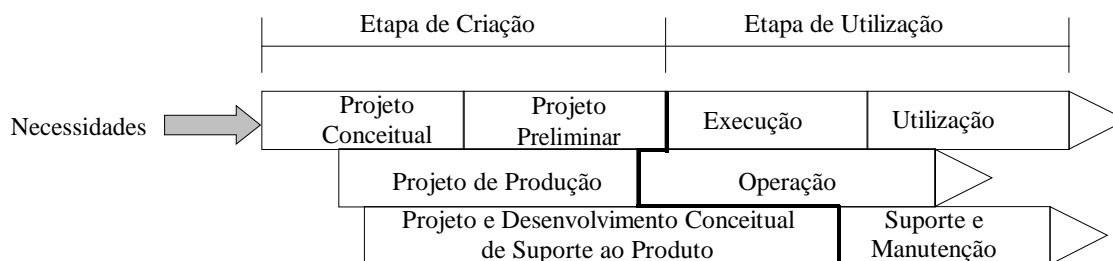 Etapa de Criação
Etapa de Utilização
Necessidades
Projeto
Conceitual
Projeto
Preliminar
Execução
Utilização
Projeto de Produção
Operação
Projeto e Desenvolvimento Conceitual
de Suporte ao Produto
Suporte e
Manutenção